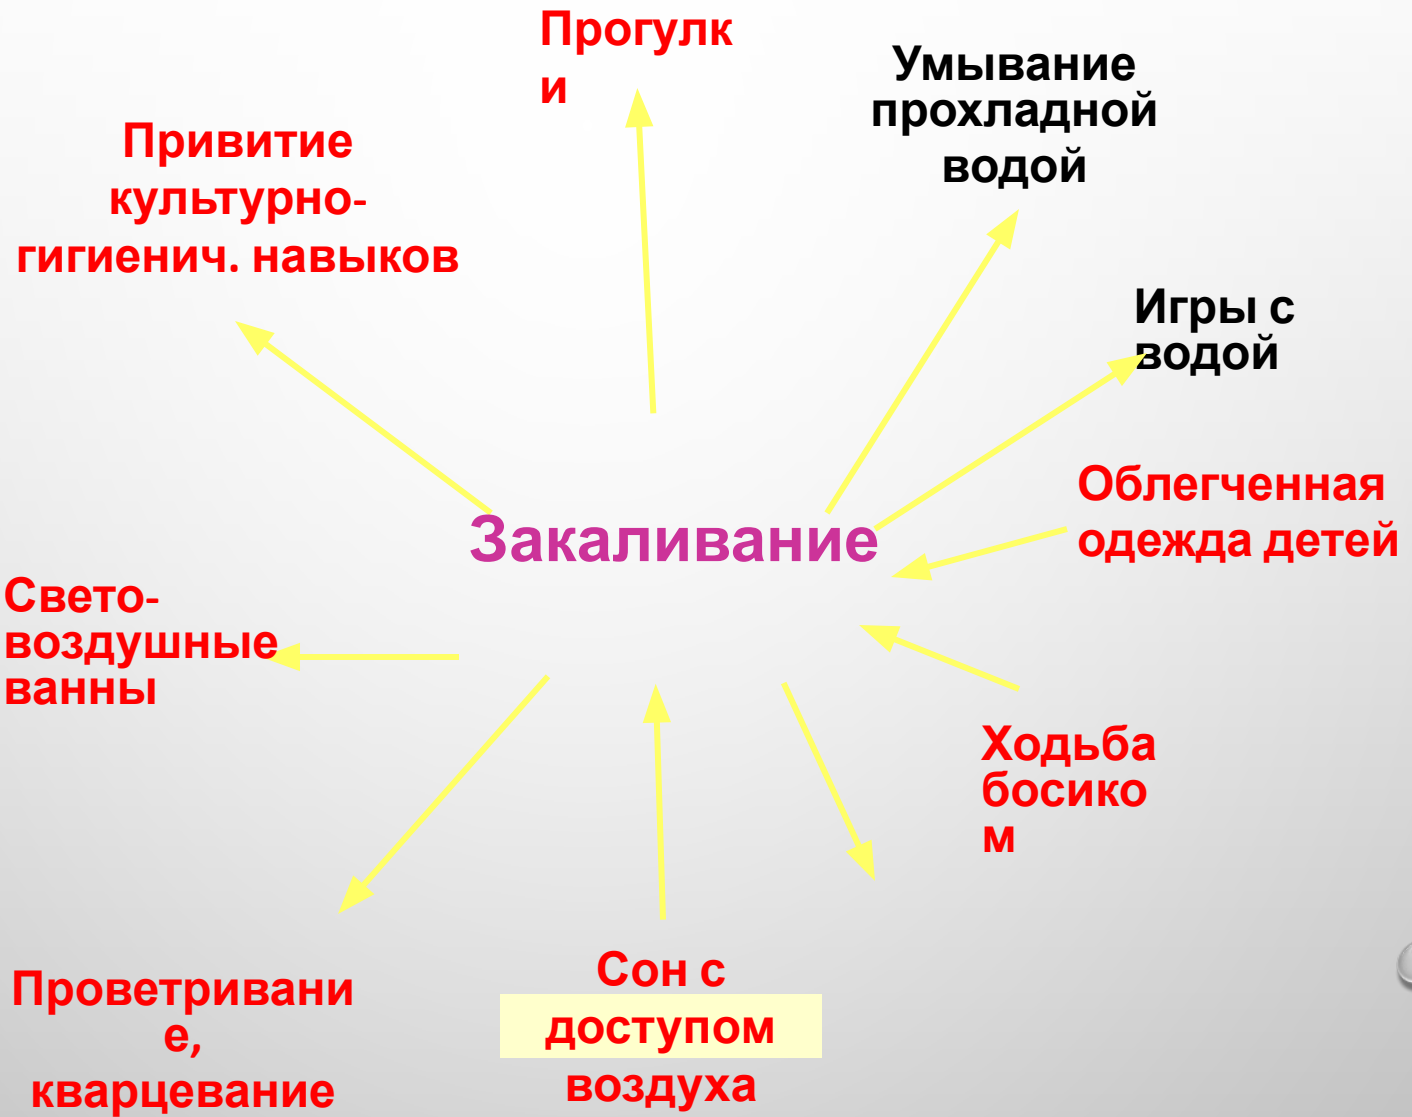 Прогулк
и
Умывание
прохладной
водой
Привитие
культурно-
гигиенич. навыков
Игры с
водой
Облегченная
одежда детей
Закаливание
Свето-
воздушные
ванны
Ходьба
босико
м
Проветривани
е,
кварцевание
Сон с
доступом
воздуха